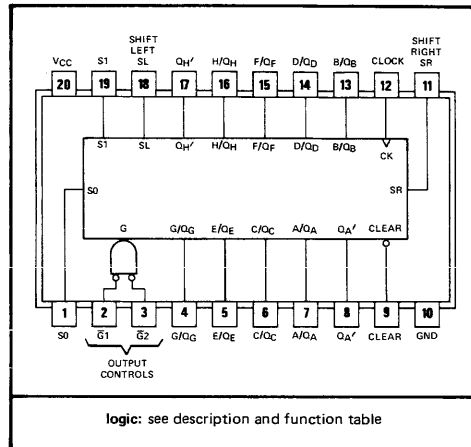 SHIFT SHIFT
LEFT RIGHT
VCC S1 SL QH' H/QH F/QF D/QD B/QB CLOCK SR
20 19 18 17 16 15 14 13 12 11
S1 SL QH' H/QH F/QF D/QD B/QB CK
S0 SR
G G/QG E/QE C/QC A/QA QA' CLEAR
1 2 3 4 5 6 7 8 9 10
S0 G̅1 G̅2 G/QG E/QE C/QC A/QA QA' CLEAR GND
OUTPUT
CONTROLS
logic: see description and function table